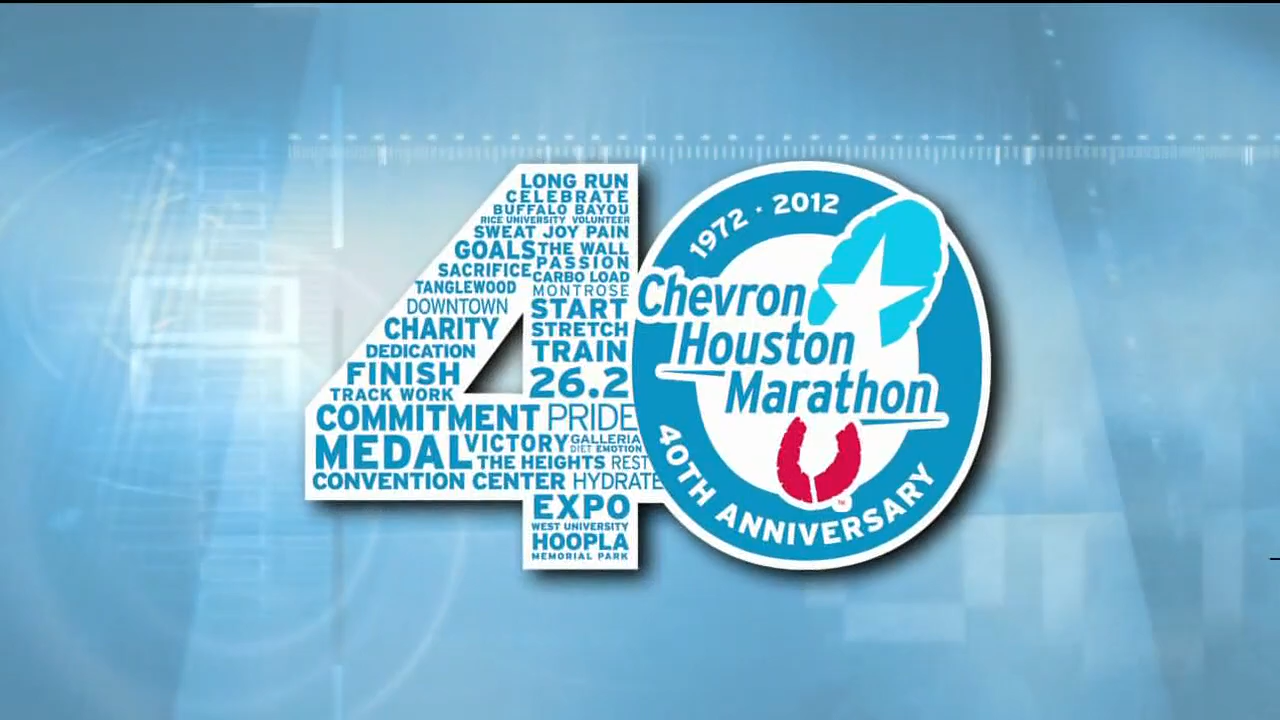 LONG RUN
CELEBRATE
BUFFALO BAYOU
RICE UNIVERSITY VOLUNTEER
SWEAT JOY PAIN
GOALS THE WALL
PASSION
SACRIFICE CARBO LOAD
TANGLEWOOD MONTROSE
DOWNTOWN START
CHARITY STRETCH
DEDICATION TRAIN
FINISH 26.2
TRACK WORK
COMMITMENT PRIDE
MEDAL VICTORY GALLERIA
DIET EMOTION
THE HEIGHTS REST
CONVENTION CENTER HYDRATE
EXPO
WEST UNIVERSITY
HOOPLA
MEMORIAL PARK
1972 · 2012
Chevron
Houston
Marathon
40TH ANNIVERSARY